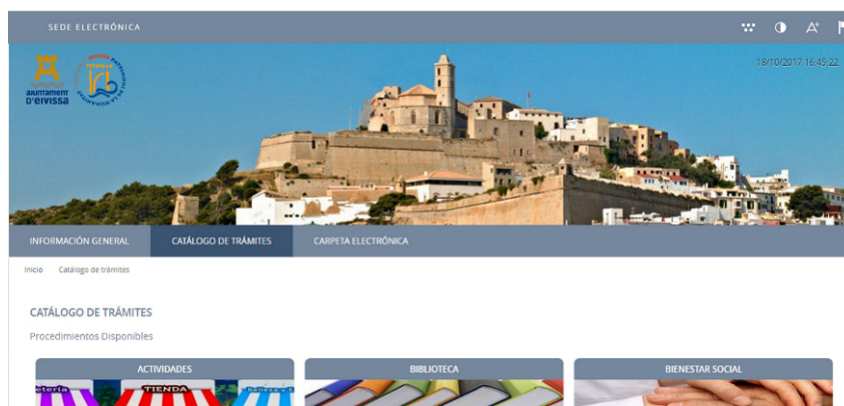 SEDE ELECTRÓNICA
18/10/2017 16:45:22
AJUNTAMENT
D'EIVISSA
INFORMACIÓN GENERAL
CATÁLOGO DE TRÁMITES
CARPETA ELECTRÓNICA
Inicio
Catálogo de trámites
CATÁLOGO DE TRÁMITES
Procedimientos Disponibles
ACTIVIDADES
BIBLIOTECA
BIENESTAR SOCIAL
TIENDA